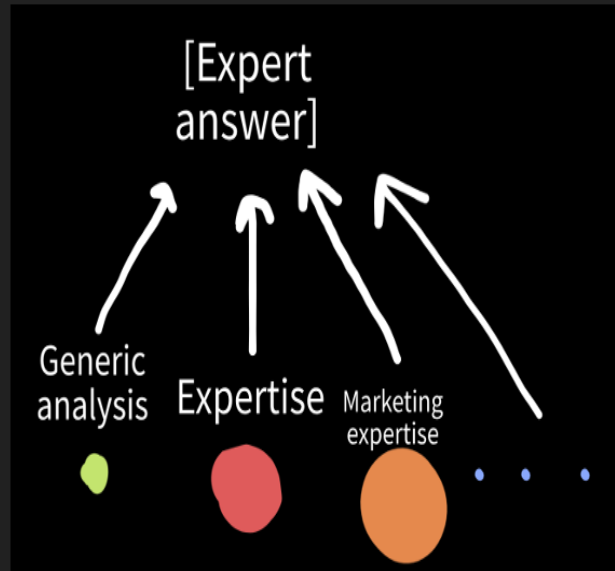 [Expert
answer]
Generic
analysis
Expertise
Marketing
expertise